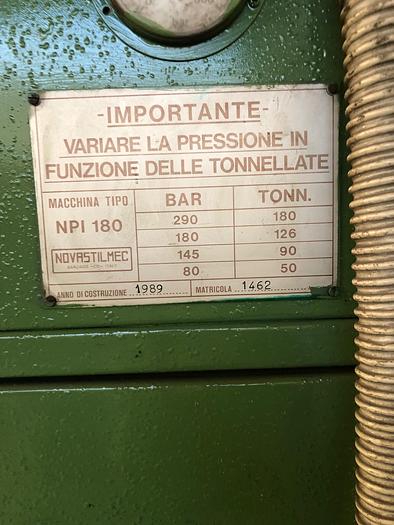 -IMPORTANTE-
VARIARE LA PRESSIONE IN
FUNZIONE DELLE TONNELLATE
MACCHINA TIPO
NPI 180
NOVASTILMEC
BAR TONN.
290 180
180 126
145 90
80 50
ANNO DI COSTRUZIONE 1989 MATRICOLA 1462